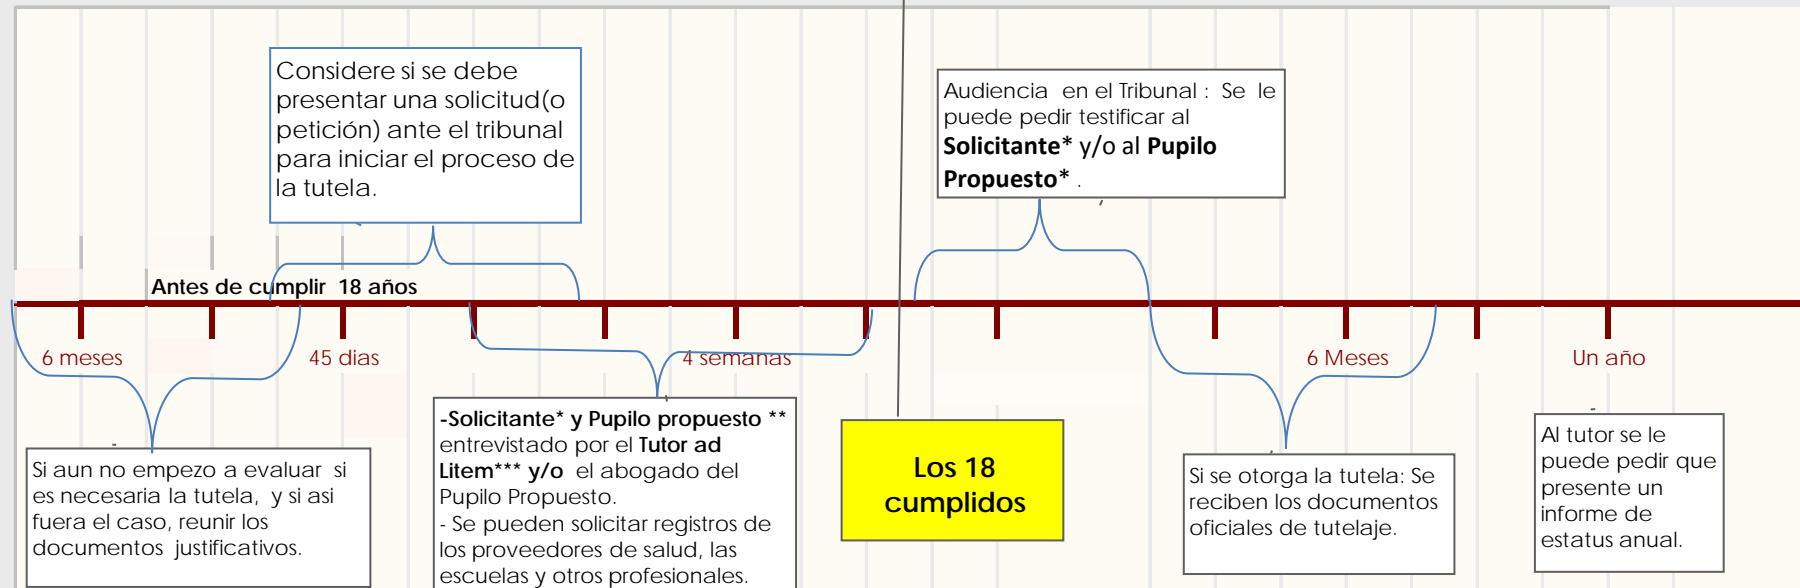 Considere si se debe
presentar una solicitud(o
petición) ante el tribunal
para iniciar el proceso de
la tutela.
Audiencia en el Tribunal : Se le
puede pedir testificar al
Solicitante* y/o al Pupilo
Propuesto* .
Antes de cumplir 18 años
6 meses
45 dias
4 semanas
6 Meses
Un año
Si aun no empezo a evaluar si
es necesaria la tutela, y si asi
fuera el caso, reunir los
documentos justificativos.
-Solicitante* y Pupilo propuesto **
entrevistado por el Tutor ad
Litem*** y/o el abogado del
Pupilo Propuesto.
- Se pueden solicitar registros de
los proveedores de salud, las
escuelas y otros profesionales.
Los 18
cumplidos
Si se otorga la tutela: Se
reciben los documentos
oficiales de tutelaje.
Al tutor se le
puede pedir que
presente un
informe de
estatus anual.